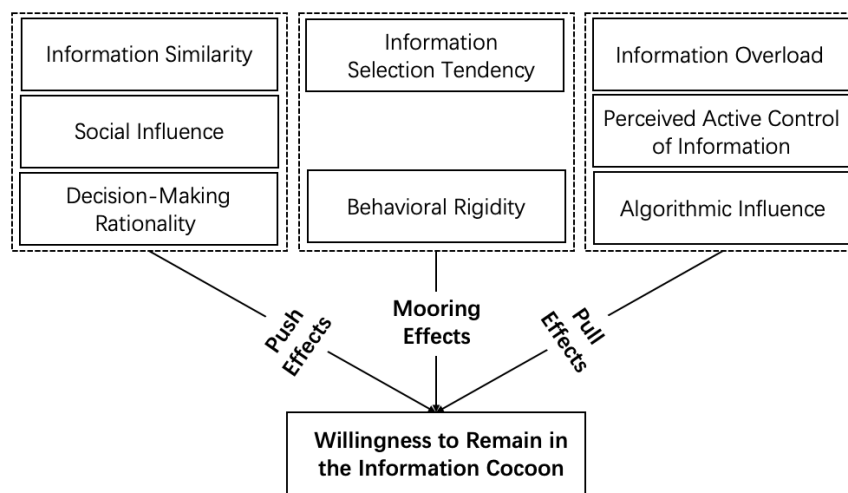 Information Similarity
Social Influence
Decision-Making
Rationality
Information
Selection Tendency
Behavioral Rigidity
Information Overload
Perceived Active Control
of Information
Algorithmic Influence
Push
Effects
Mooring
Effects
Pull
Effects
Willingness to Remain in
the Information Cocoon